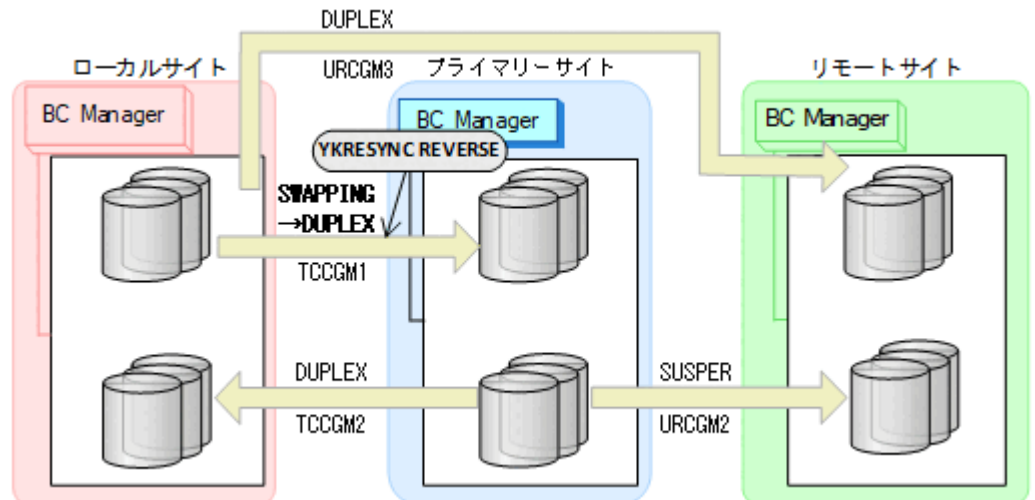 DUPLEX
ローカルサイト
URCGM3
プライマリーサイト
リモートサイト
BC Manager
BC Manager
BC Manager
YKRESYNC REVERSE
SWAPPING
→DUPLEX
TCCGM1
DUPLEX
SUSPER
TCCGM2
URCGM2